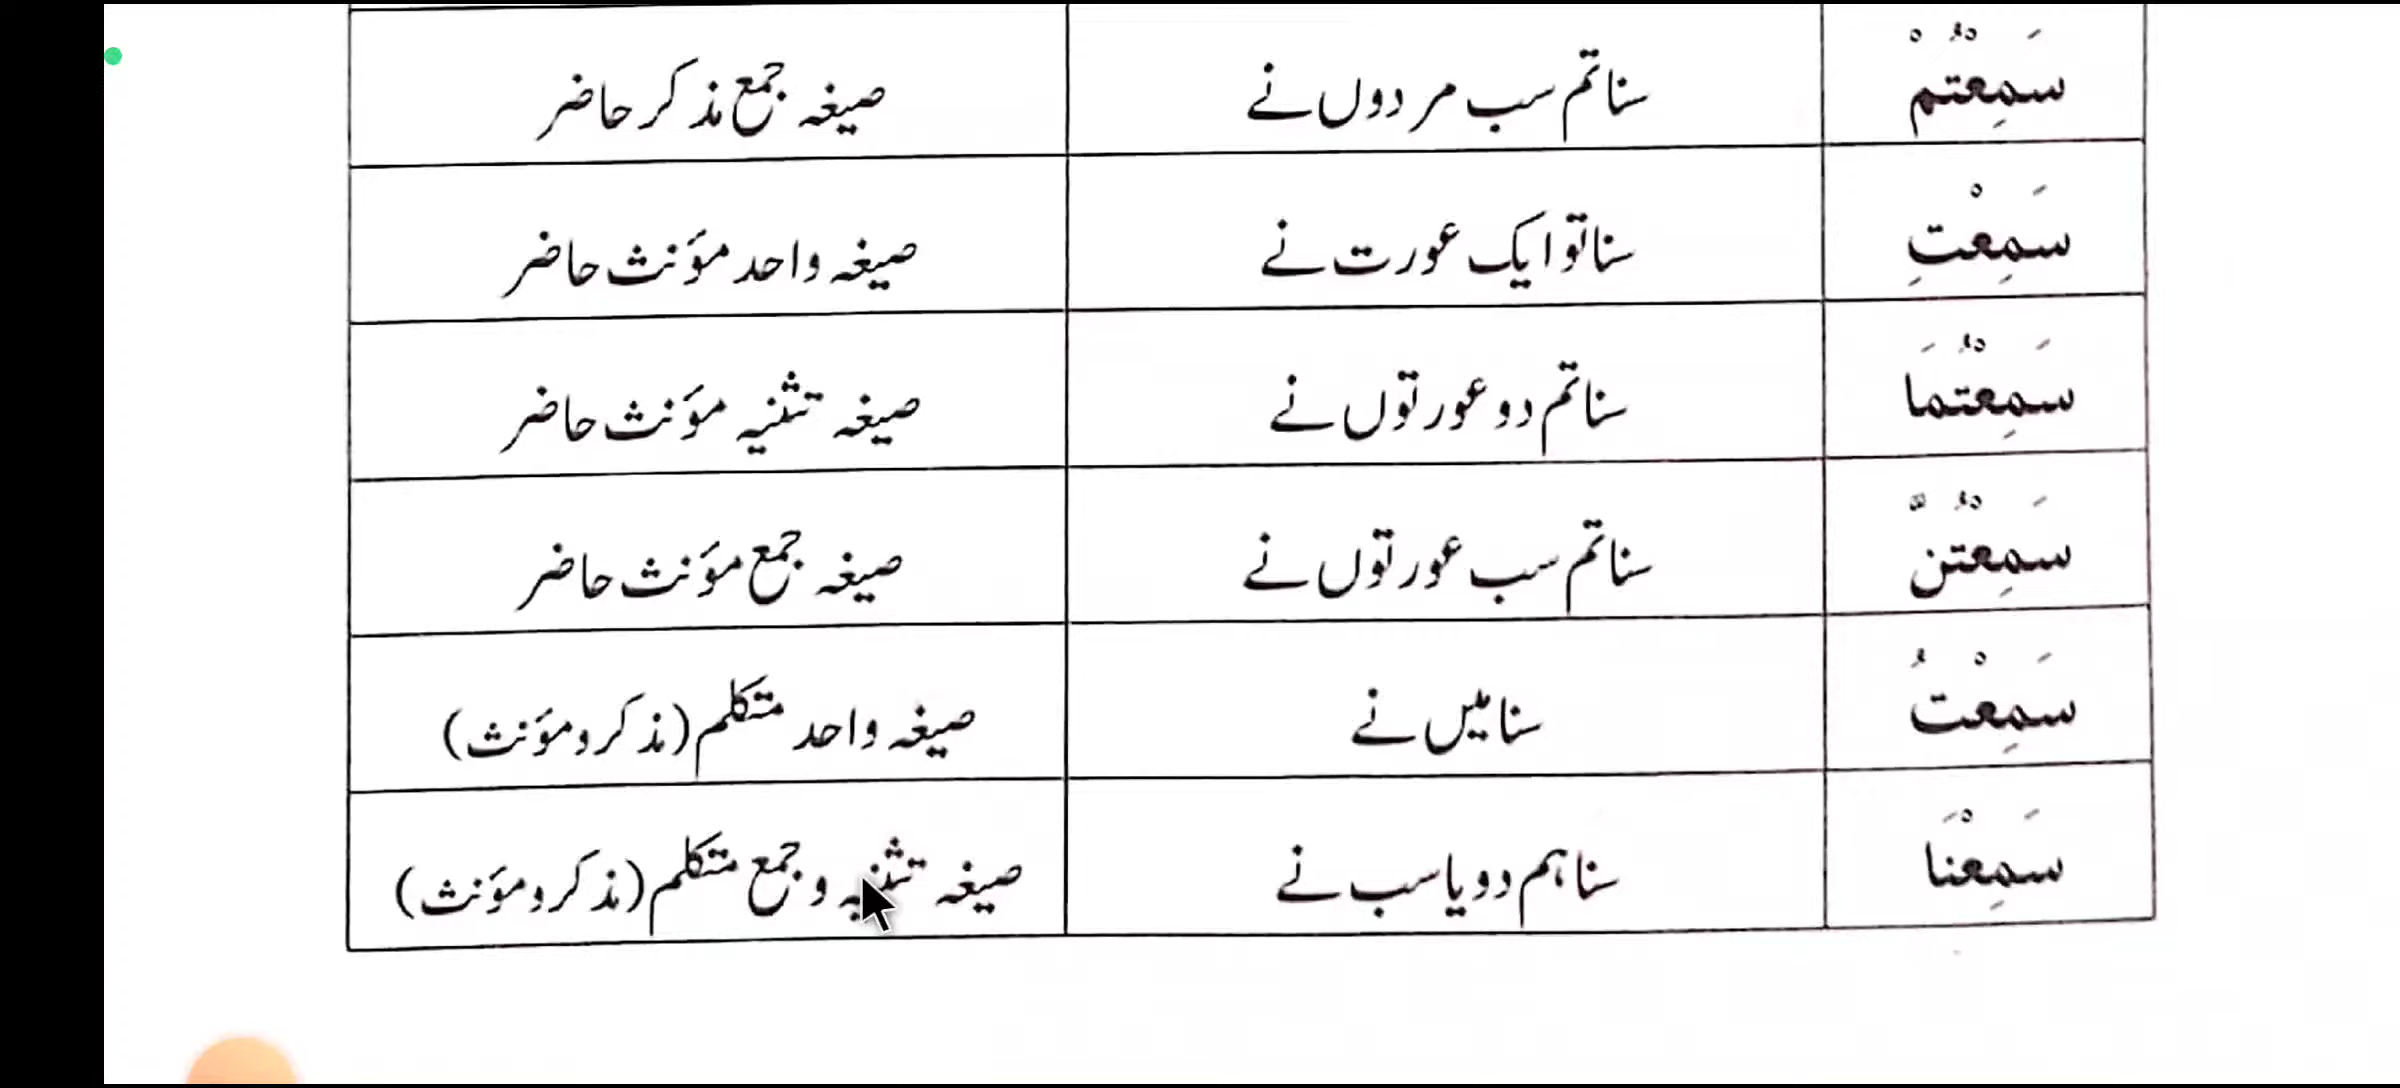 سَمِعْتُمْ سنا تم سب مردوں نے صیغہ جمع مذکر حاضر
سَمِعْتِ سنا تو ایک عورت نے صیغہ واحد مؤنث حاضر
سَمِعْتُمَا سنا تم دو عورتوں نے صیغہ تثنیہ مؤنث حاضر
سَمِعْتُنَّ سنا تم سب عورتوں نے صیغہ جمع مؤنث حاضر
سَمِعْتُ سنا میں نے صیغہ واحد متکلم (مذکر و مؤنث)
سَمِعْنَا سنا ہم دو یا سب نے صیغہ تثنیہ و جمع متکلم (مذکر و مؤنث)